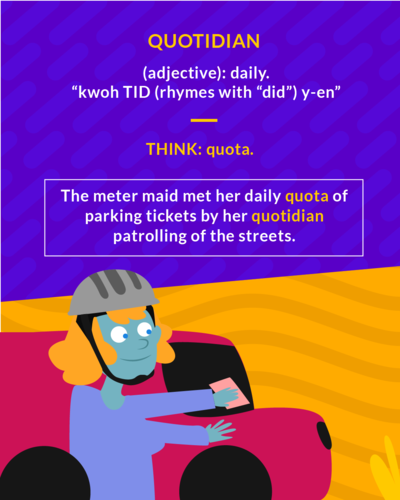 QUOTIDIAN
(adjective): daily.
“kwoh TID (rhymes with “did”) y-en”
THINK: quota.
The meter maid met her daily quota of
parking tickets by her quotidian
patrolling of the streets.